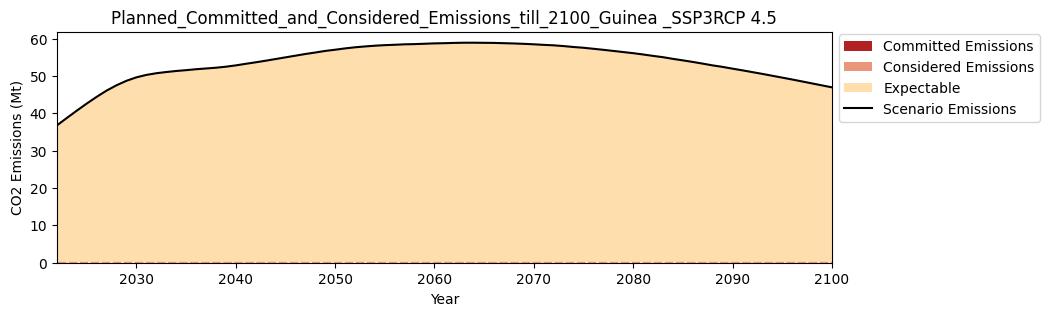 Planned_Committed_and_Considered_Emissions_till_2100_Guinea _SSP3RCP 4.5
60
50
40
30
20
10
0
CO2 Emissions (Mt)
2030 2040 2050 2060 2070 2080 2090 2100
Year
Committed Emissions
Considered Emissions
Expectable
Scenario Emissions